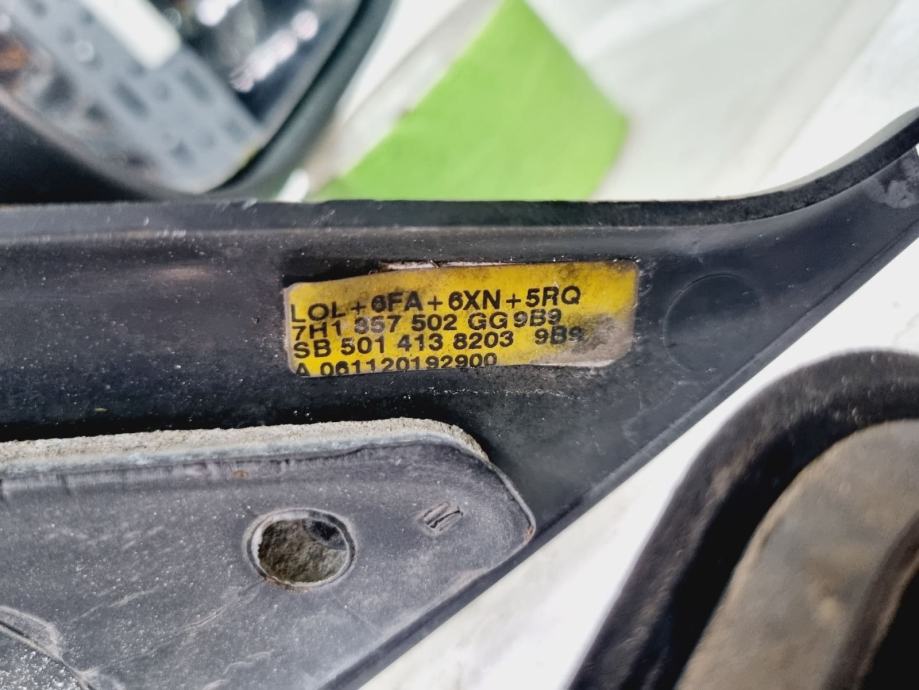 LOL+6FA+6XN+5RQ
7H1 857 502 GG 9B9
SB 501 413 8203 9B9
A 061120192900